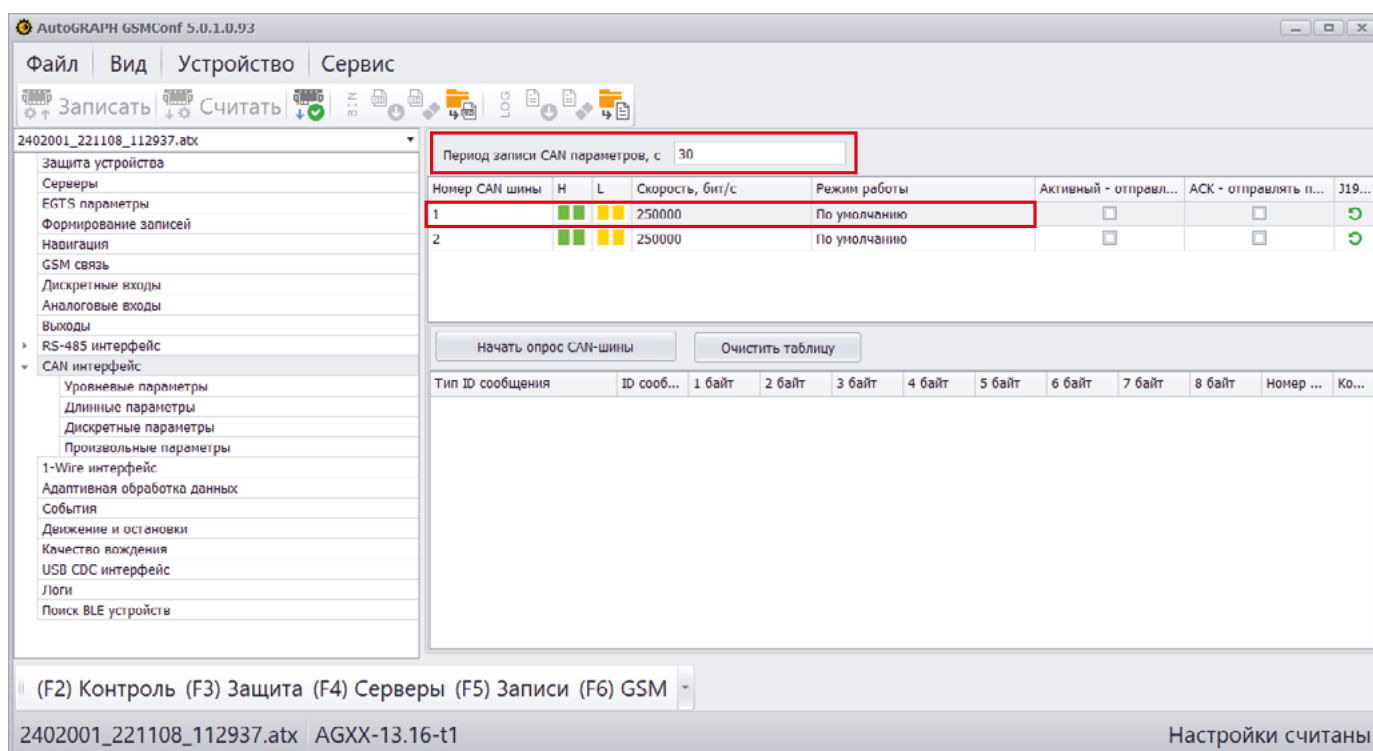 AutoGRAPH GSMConf 5.0.1.0.93
Файл Вид Устройство Сервис
Записать Считать BIN LOG
2402001_221108_112937.atx
Защита устройства
Серверы
EGTS параметры
Формирование записей
Навигация
GSM связь
Дискретные входы
Аналоговые входы
Выходы
RS-485 интерфейс
CAN интерфейс
Уровневые параметры
Длинные параметры
Дискретные параметры
Произвольные параметры
1-Wire интерфейс
Адаптивная обработка данных
События
Движение и остановки
Качество вождения
USB CDC интерфейс
Логи
Поиск BLE устройств
Период записи CAN параметров, с 30
Номер CAN шины H L Скорость, бит/с Режим работы Активный - отправл... ACK - отправлять п... J19...
1 250000 По умолчанию
2 250000 По умолчанию
Начать опрос CAN-шины Очистить таблицу
Тип ID сообщения ID сооб... 1 байт 2 байт 3 байт 4 байт 5 байт 6 байт 7 байт 8 байт Номер ... Ко...
(F2) Контроль (F3) Защита (F4) Серверы (F5) Записи (F6) GSM
2402001_221108_112937.atx AGXX-13.16-t1 Настройки считаны